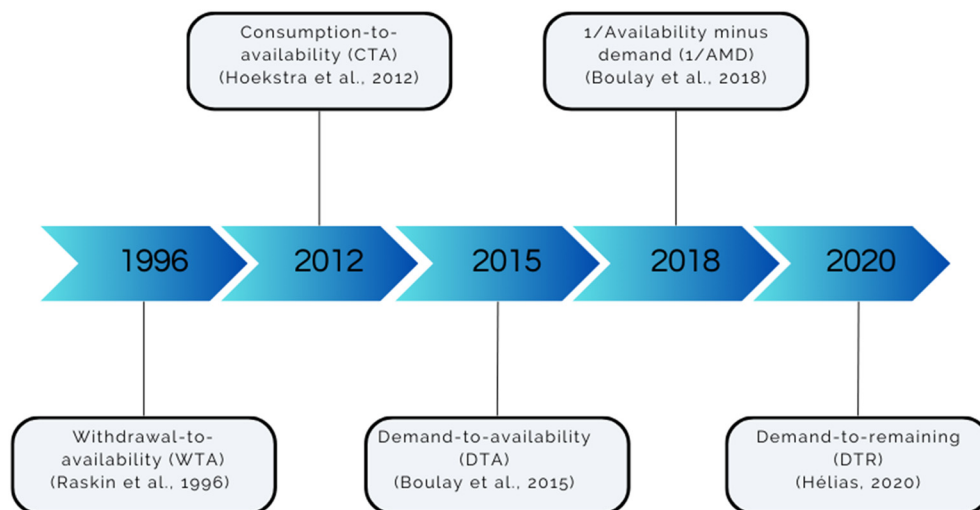 Consumption-to-
availability (CTA)
(Hoekstra et al., 2012)
1/Availability minus
demand (1/AMD)
(Boulay et al., 2018)
1996
2012
2015
2018
2020
Withdrawal-to-
availability (WTA)
(Raskin et al., 1996)
Demand-to-availability
(DTA)
(Boulay et al., 2015)
Demand-to-remaining
(DTR)
(Hélias, 2020)